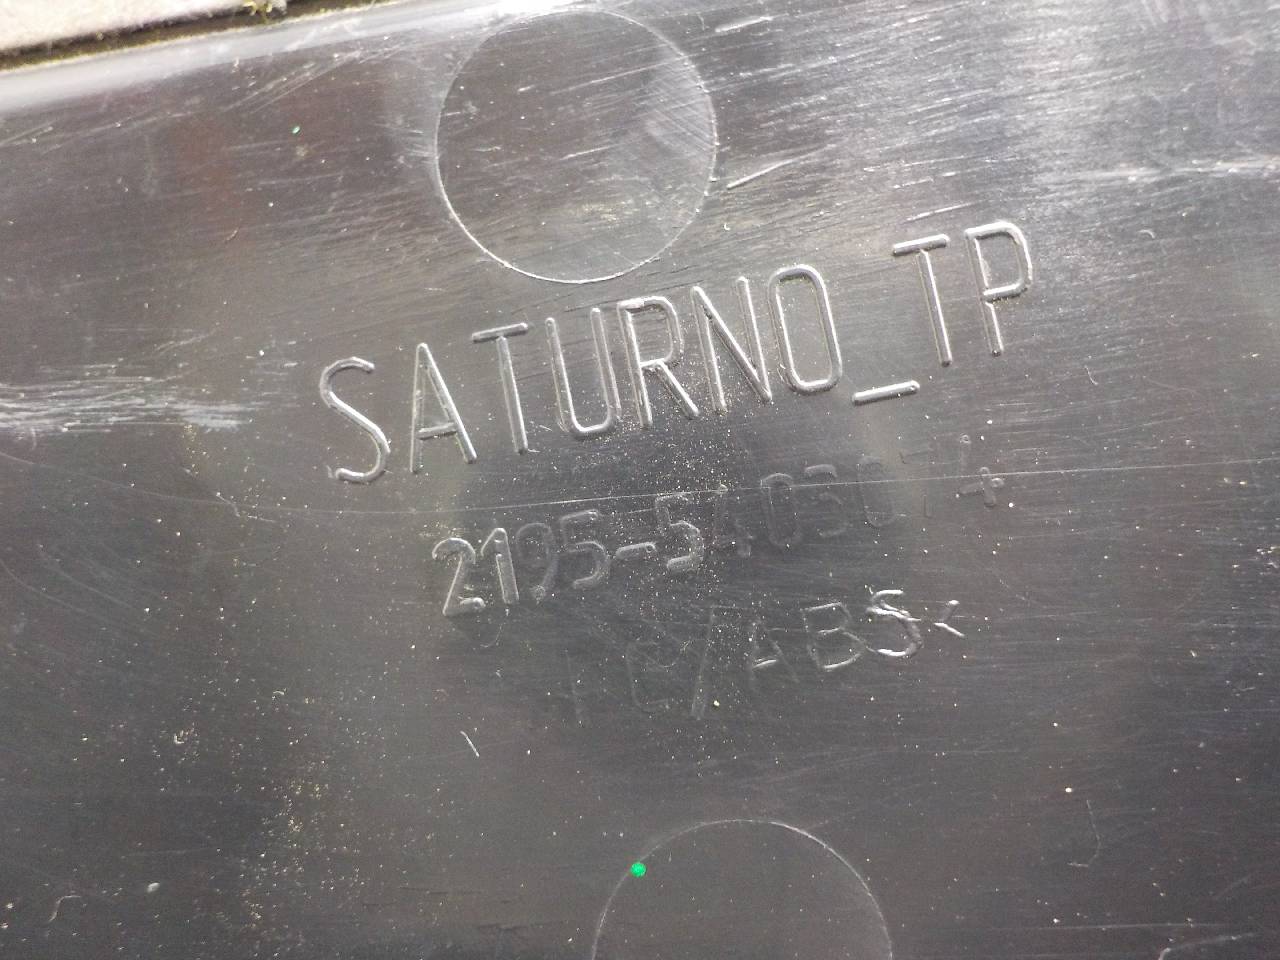 SATURNO_TP
2195-5403074
PC/ABS<